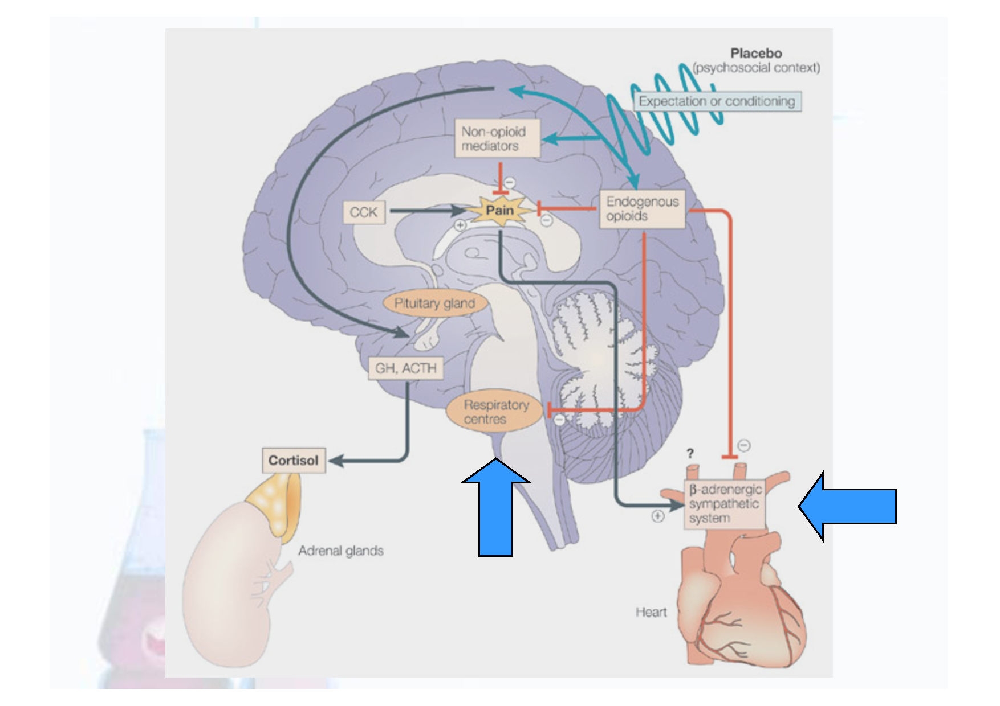 Placebo
(psychosocial context)
Expectation or conditioning
Non-opioid
mediators
−
CCK
Pain
+
−
Endogenous
opioids
Pituitary gland
GH, ACTH
Respiratory
centres
−
Cortisol
?
−
β-adrenergic
sympathetic
system
+
Adrenal glands
Heart